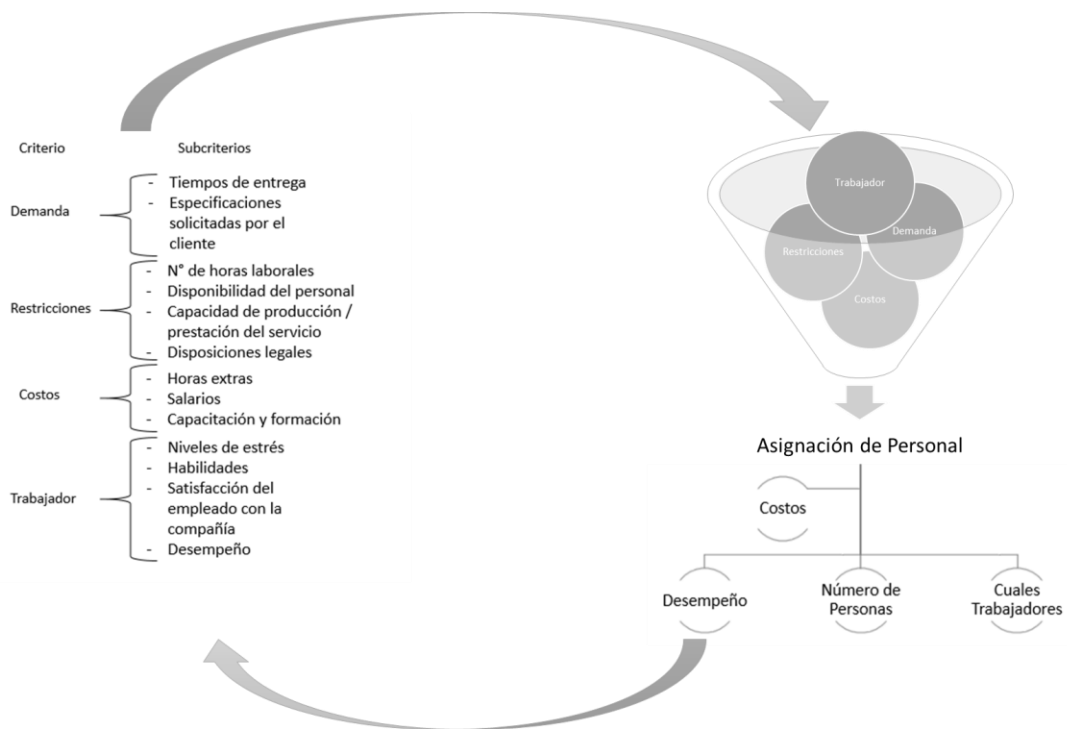 Criterio
Subcriterios
Demanda
- Tiempos de entrega
- Especificaciones
solicitadas por el
cliente
Restricciones
- N° de horas laborales
- Disponibilidad del personal
- Capacidad de producción /
prestación del servicio
- Disposiciones legales
Costos
- Horas extras
- Salarios
- Capacitación y formación
Trabajador
- Niveles de estrés
- Habilidades
- Satisfacción del
empleado con la
compañía
- Desempeño
Trabajador
Demanda
Restricciones
Costos
Asignación de Personal
Costos
Desempeño
Número de
Personas
Cuales
Trabajadores